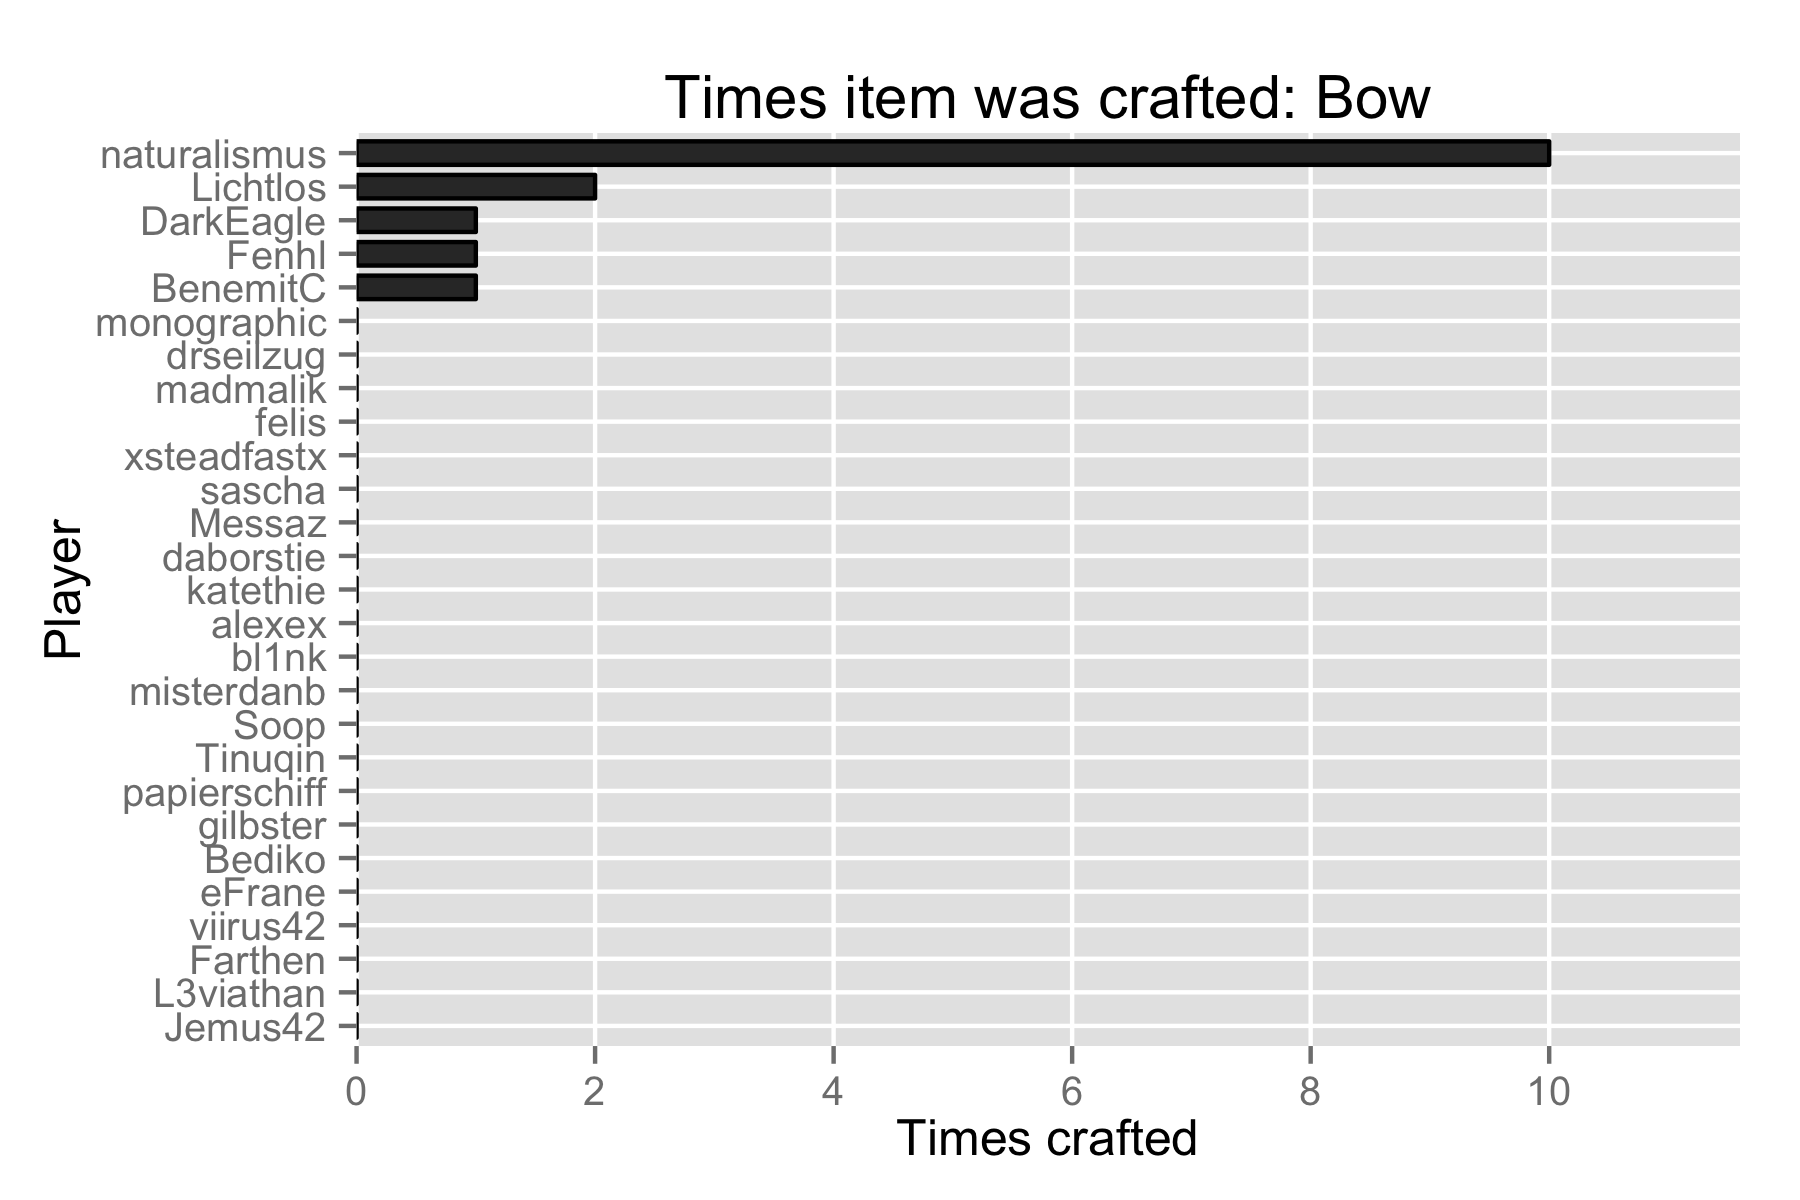 Times item was crafted: Bow
naturalismus
Lichtlos
DarkEagle
Fenhl
BenemitC
monographic
drseilzug
madmalik
felis
xsteadfastx
sascha
Messaz
daborstie
katethie
alexex
bl1nk
misterdanb
Soop
Tinuqin
papierschiff
gilbster
Bediko
eFrane
viirus42
Farthen
L3viathan
Jemus42
Player
0 2 4 6 8 10
Times crafted